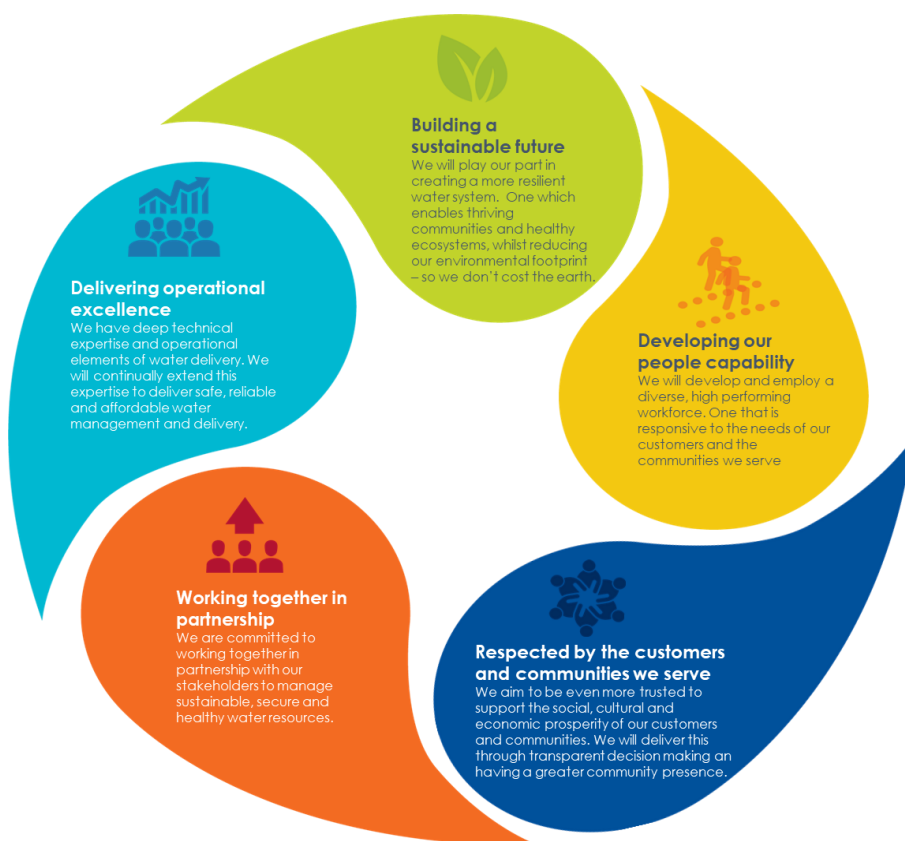 Building a
sustainable future
We will play our part in
creating a more resilient
water system. One which
enables thriving
communities and healthy
ecosystems, whilst reducing
our environmental footprint
– so we don't cost the earth.
Developing our
people capability
We will develop and employ a
diverse, high performing
workforce. One that is
responsive to the needs of our
customers and the
communities we serve
Respected by the customers
and communities we serve
We aim to be even more trusted to
support the social, cultural and
economic prosperity of our customers
and communities. We will deliver this
through transparent decision making an
having a greater community presence.
Working together in
partnership
We are committed to
working together in
partnership with our
stakeholders to manage
sustainable, secure and
healthy water resources.
Delivering operational
excellence
We have deep technical
expertise and operational
elements of water delivery. We
will continually extend this
expertise to deliver safe, reliable
and affordable water
management and delivery.